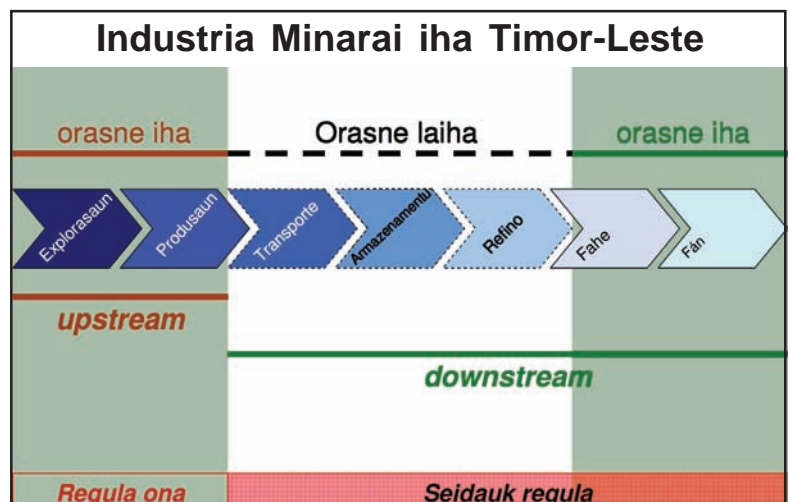 Industria Minarai iha Timor-Leste
orasne iha
Orasne laiha
orasne iha
Explorasaun
Produsaun
Transporte
Armazenamentu
Refino
Fahe
Fán
upstream
downstream
Regula ona
Seidauk regula